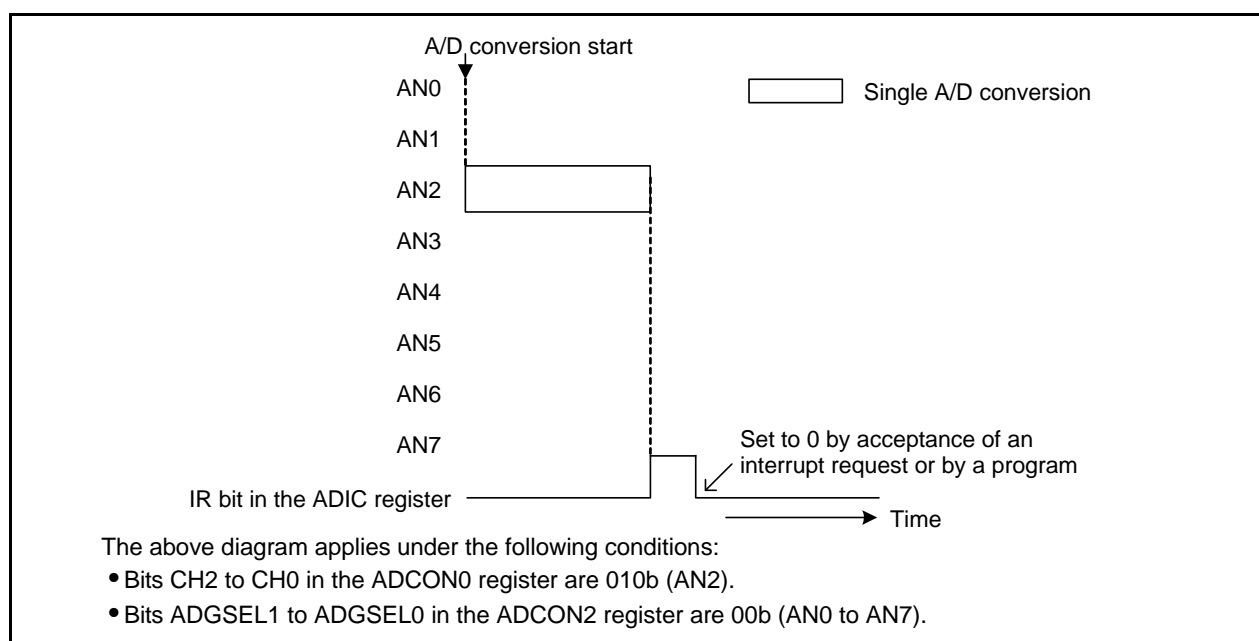 A/D conversion start
AN0
Single A/D conversion
AN1
AN2
AN3
AN4
AN5
AN6
AN7
Set to 0 by acceptance of an
interrupt request or by a program
IR bit in the ADIC register
Time
The above diagram applies under the following conditions:
• Bits CH2 to CH0 in the ADCON0 register are 010b (AN2).
• Bits ADGSEL1 to ADGSEL0 in the ADCON2 register are 00b (AN0 to AN7).